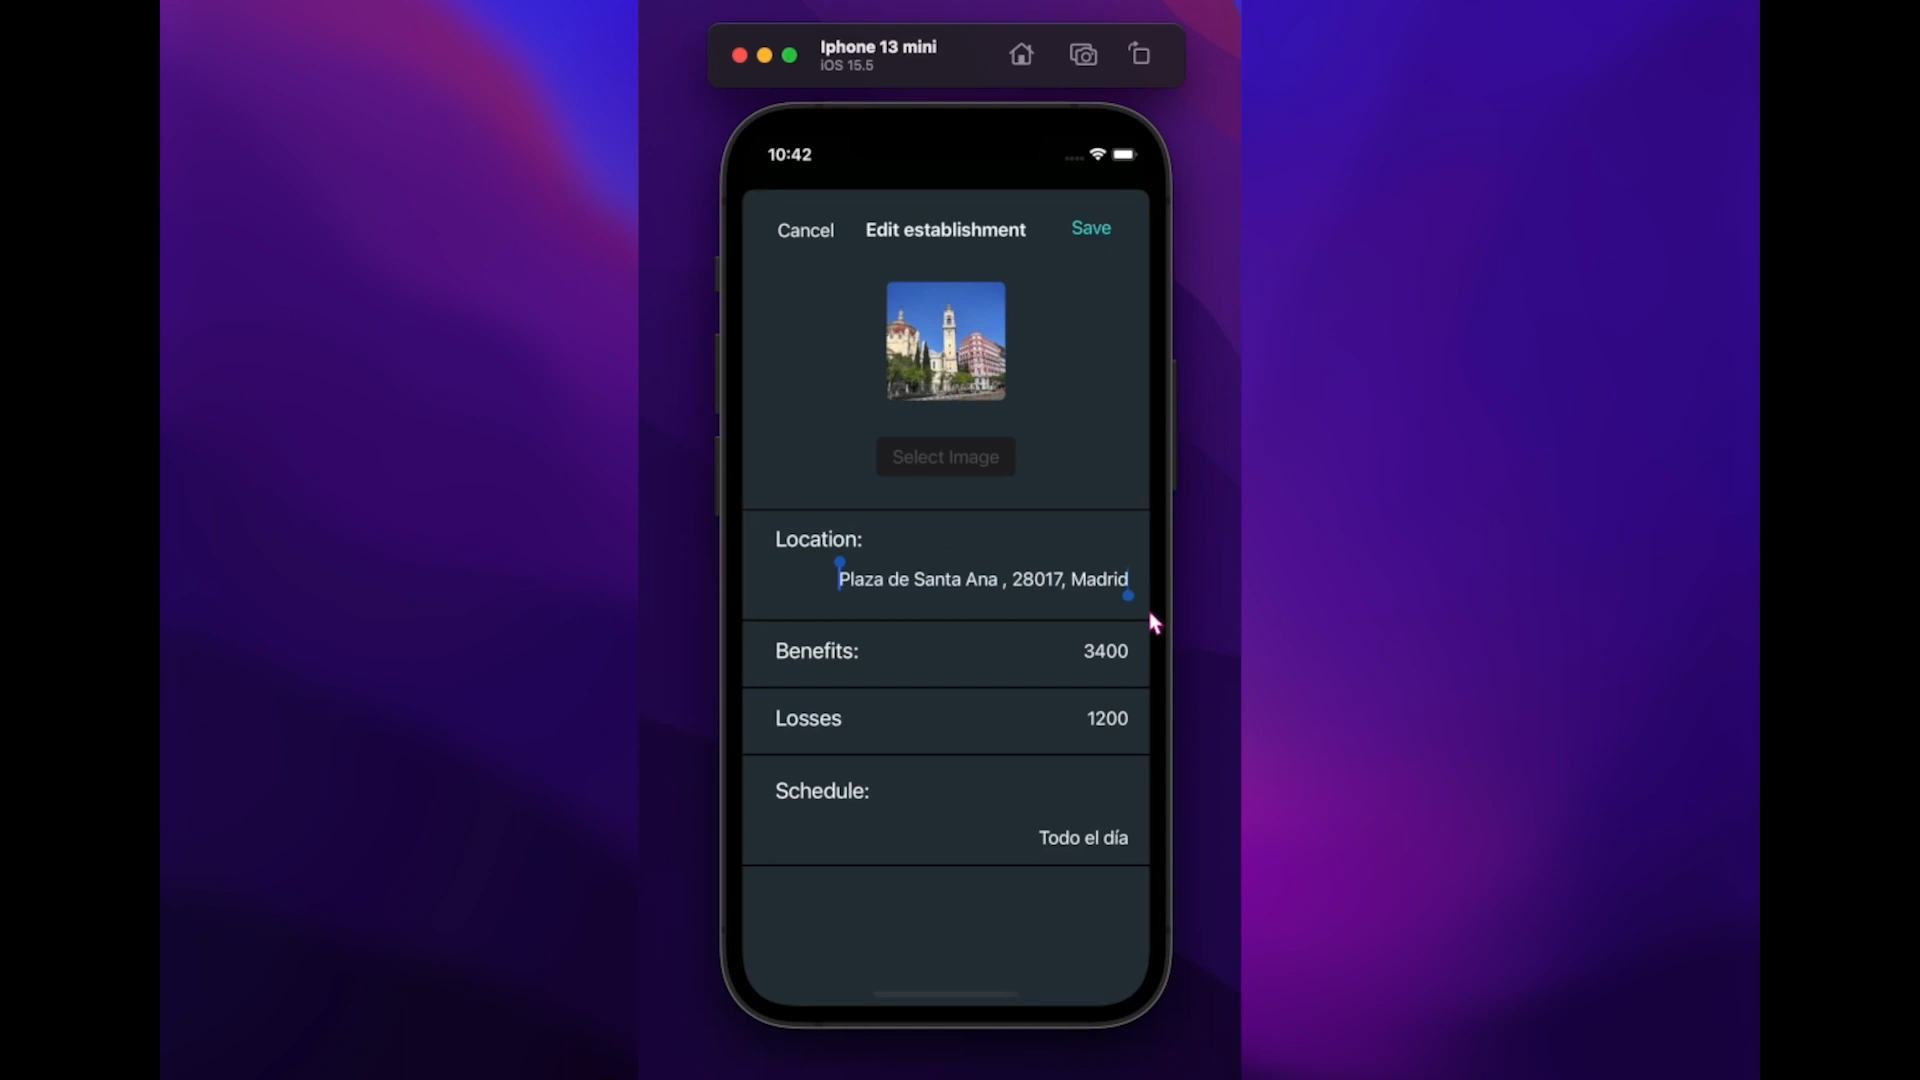 Iphone 13 mini
iOS 15.5
10:42
Cancel Edit establishment Save
Select Image
Location:
Plaza de Santa Ana , 28017, Madrid
Benefits: 3400
Losses 1200
Schedule:
Todo el día